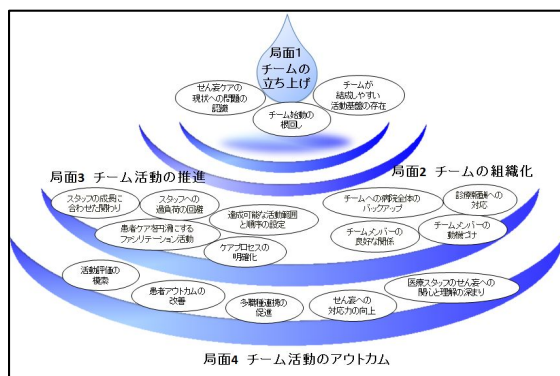 局面1
チームの
立ち上げ
せん妄ケアの
現状への問題の
認識
チームが
結成しやすい
活動基盤の存在
チーム始動の
根回し
局面3 チーム活動の推進
局面2 チームの組織化
スタッフの成長に
合わせた関わり
スタッフへの
過負荷の回避
達成可能な活動範囲
と順序の設定
患者ケアを円滑にする
ファシリテーション活動
ケアプロセスの
明確化
チームへの病院全体の
バックアップ
診療報酬への
対応
チームメンバーの
良好な関係
チームメンバーの
動機づけ
活動評価の
模索
患者アウトカムの
改善
多職種連携の
促進
せん妄への
対応力の向上
医療スタッフのせん妄への
関心と理解の深まり
局面4 チーム活動のアウトカム